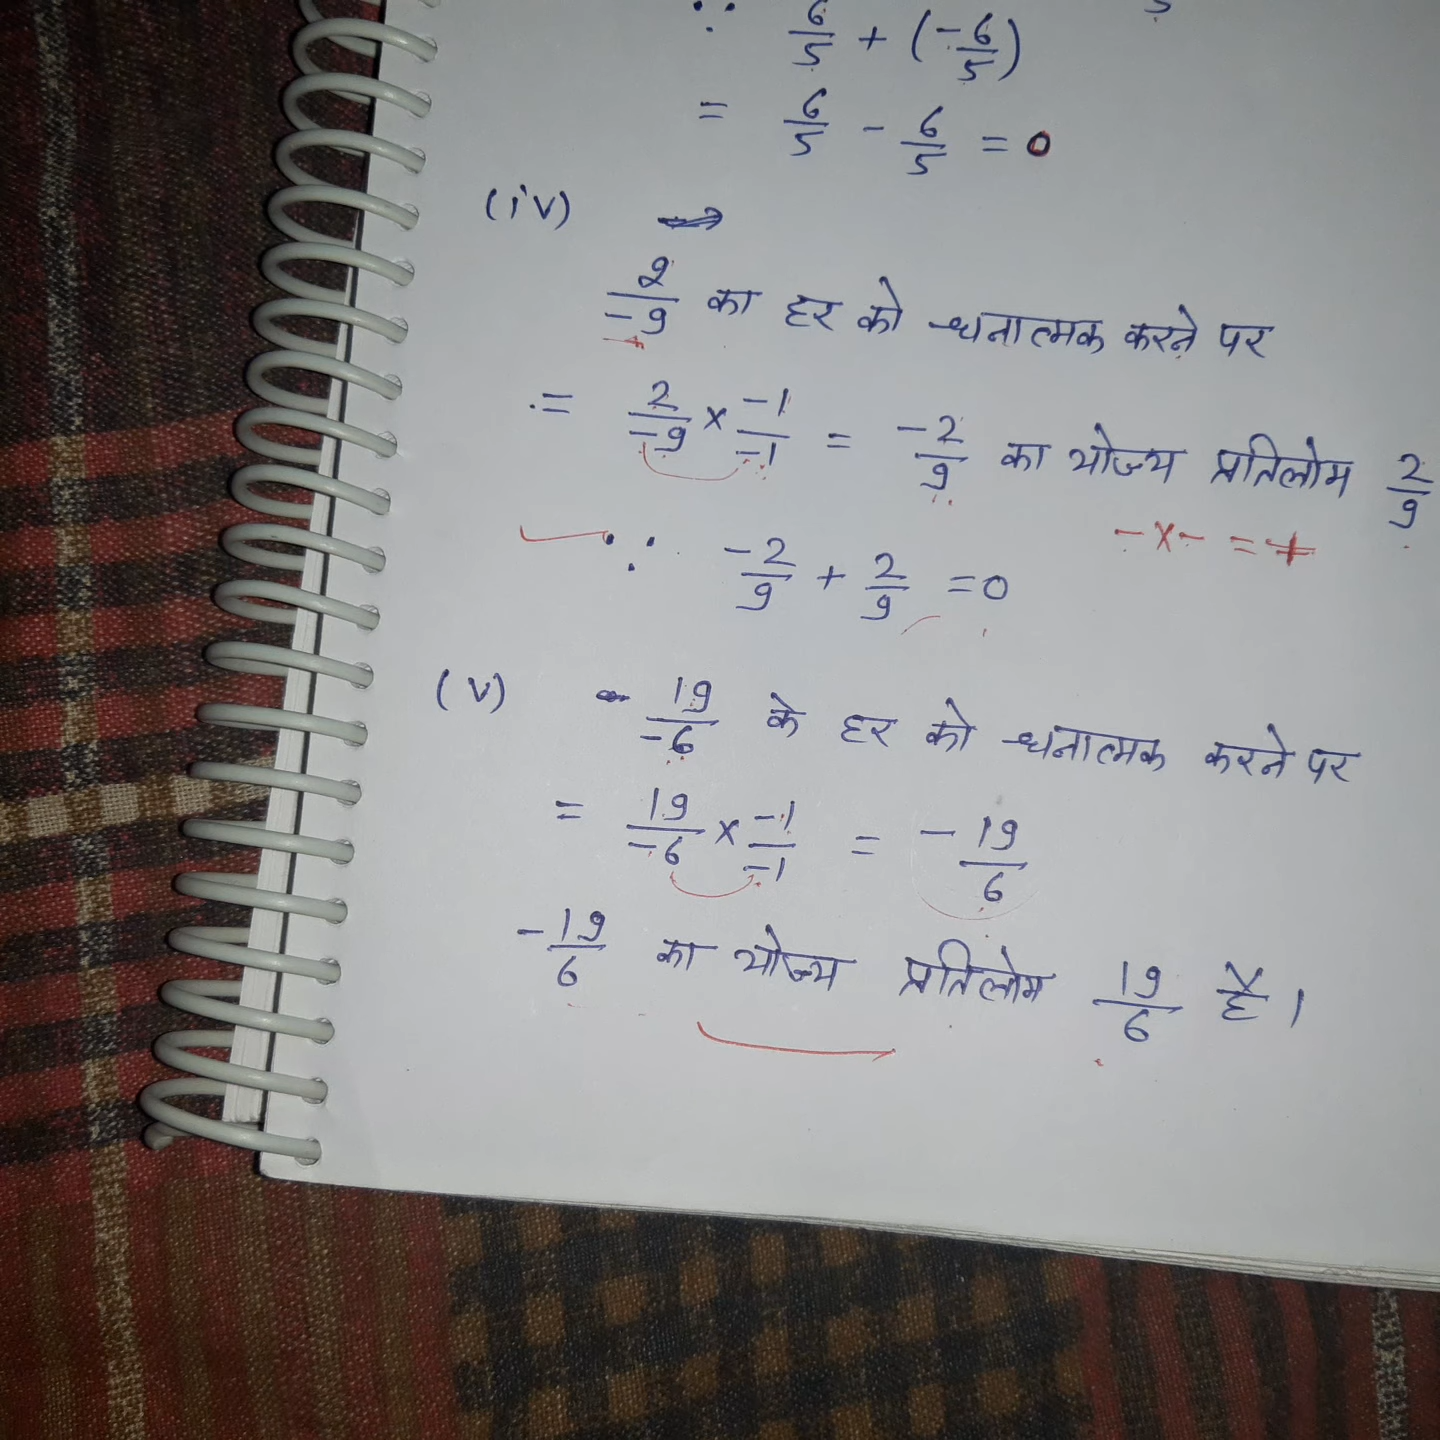 ∵ 6/5 + (-6/5)
= 6/5 - 6/5 = 0
(iv)
2/-9 का हर को धनात्मक करने पर
= 2/-9 × -1/-1 = -2/9 का योज्य प्रतिलोम 2/9
- × - = +
∵ -2/9 + 2/9 = 0
(v) 19/-6 के हर को धनात्मक करने पर
= 19/-6 × -1/-1 = -19/6
-19/6 का योज्य प्रतिलोम 19/6 है।